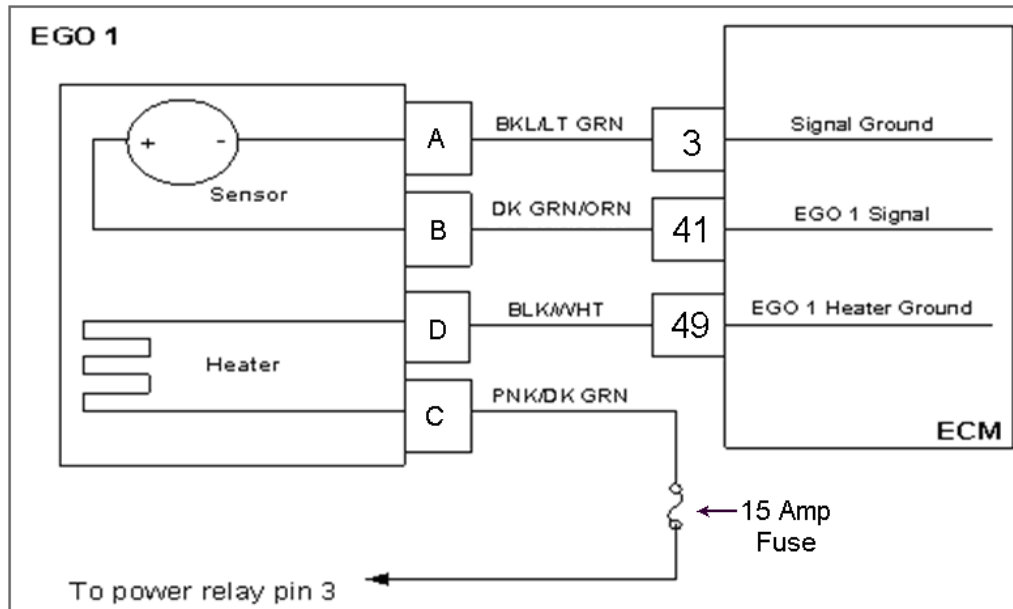 EGO 1
A
BKL/LT GRN
3
Signal Ground
+ -
Sensor
B
DK GRN/ORN
41
EGO 1 Signal
D
BLK/WHT
49
EGO 1 Heater Ground
Heater
C
PNK/DK GRN
ECM
15 Amp
Fuse
To power relay pin 3